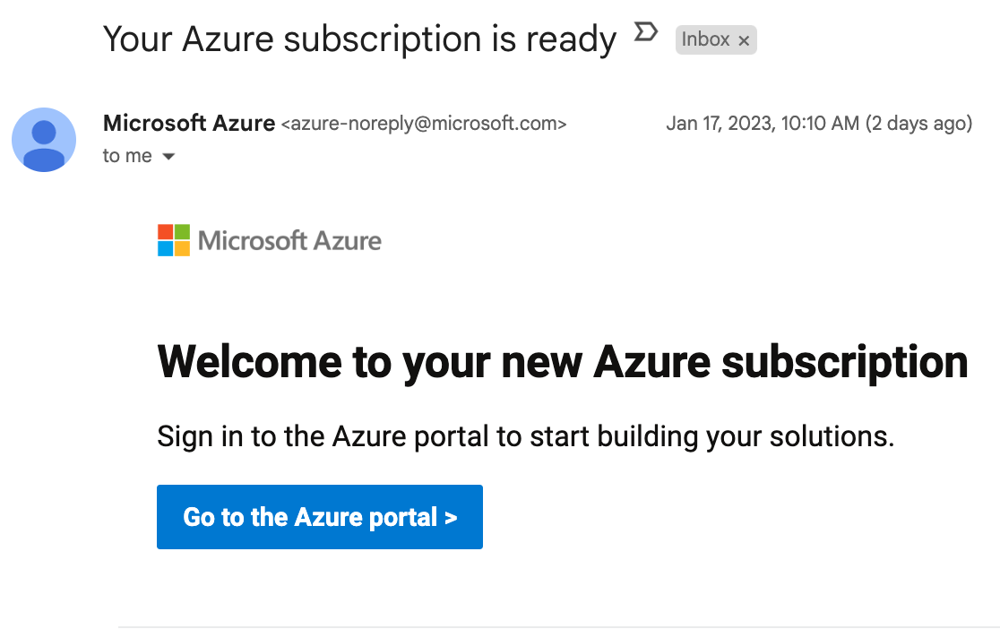 Your Azure subscription is ready Inbox ×
Microsoft Azure <azure-noreply@microsoft.com> Jan 17, 2023, 10:10 AM (2 days ago)
to me
Microsoft Azure
Welcome to your new Azure subscription
Sign in to the Azure portal to start building your solutions.
Go to the Azure portal >